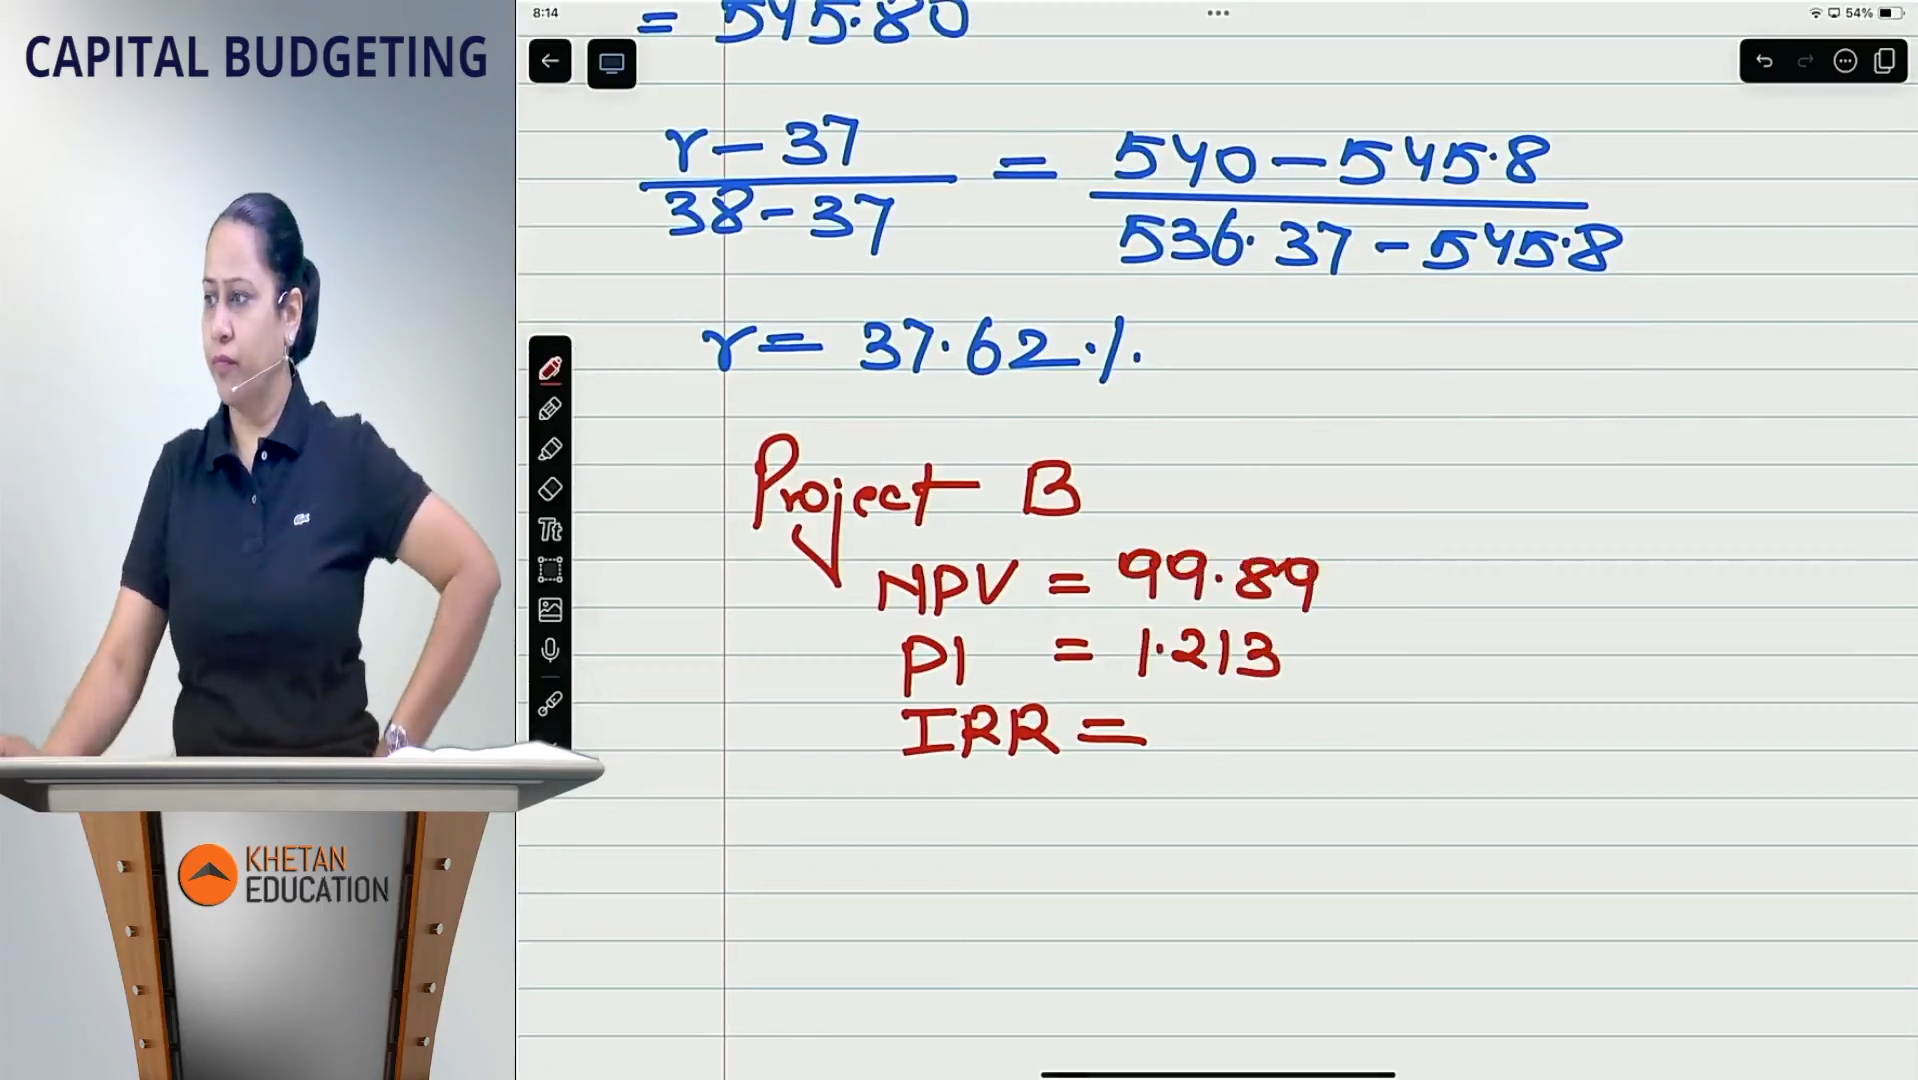 CAPITAL BUDGETING
8:14
54%
= 545.80
r - 37
38 - 37
=
540 - 545.8
536.37 - 545.8
r = 37.62 %
Project B
NPV = 99.89
PI = 1.213
IRR =
Tt
KHETAN
EDUCATION